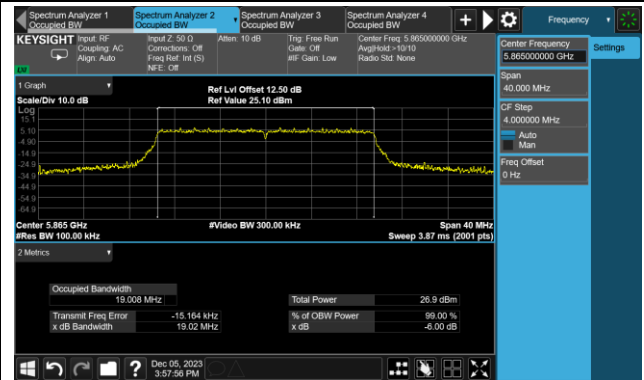 Spectrum Analyzer 1
Occupied BW
Spectrum Analyzer 2
Occupied BW
Spectrum Analyzer 3
Occupied BW
Spectrum Analyzer 4
Occupied BW
+
Frequency
KEYSIGHT
Input: RF
Coupling: AC
Align: Auto
Input Z: 50 Ω
Corrections: Off
Freq Ref: Int (S)
NFE: Off
Atten: 10 dB
Trig: Free Run
Gate: Off
#IF Gain: Low
Center Freq: 5.865000000 GHz
Avg|Hold:>10/10
Radio Std: None
Center Frequency
5.865000000 GHz
Settings
Span
40.000 MHz
CF Step
4.000000 MHz
Auto
Man
Freq Offset
0 Hz
1 Graph
Scale/Div 10.0 dB
Ref Lvl Offset 12.50 dB
Ref Value 25.10 dBm
Log
15.1
5.10
-4.90
-14.9
-24.9
-34.9
-44.9
-54.9
-64.9
Center 5.865 GHz
#Res BW 100.00 kHz
#Video BW 300.00 kHz
Span 40 MHz
Sweep 3.87 ms (2001 pts)
2 Metrics
Occupied Bandwidth
19.008 MHz
Total Power 26.9 dBm
Transmit Freq Error -15.164 kHz
% of OBW Power 99.00 %
x dB Bandwidth 19.02 MHz
x dB -6.00 dB
?
Dec 05, 2023
3:57:56 PM